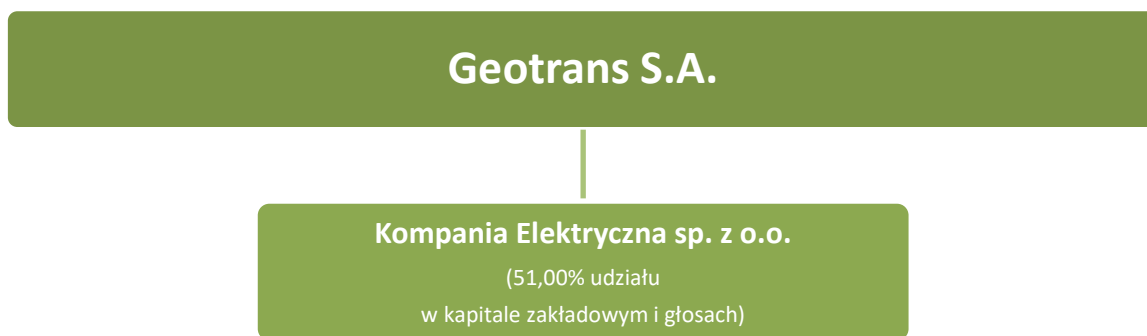 Geotrans S.A.
Kompania Elektryczna sp. z o.o.
(51,00% udziału
w kapitale zakładowym i głosach)